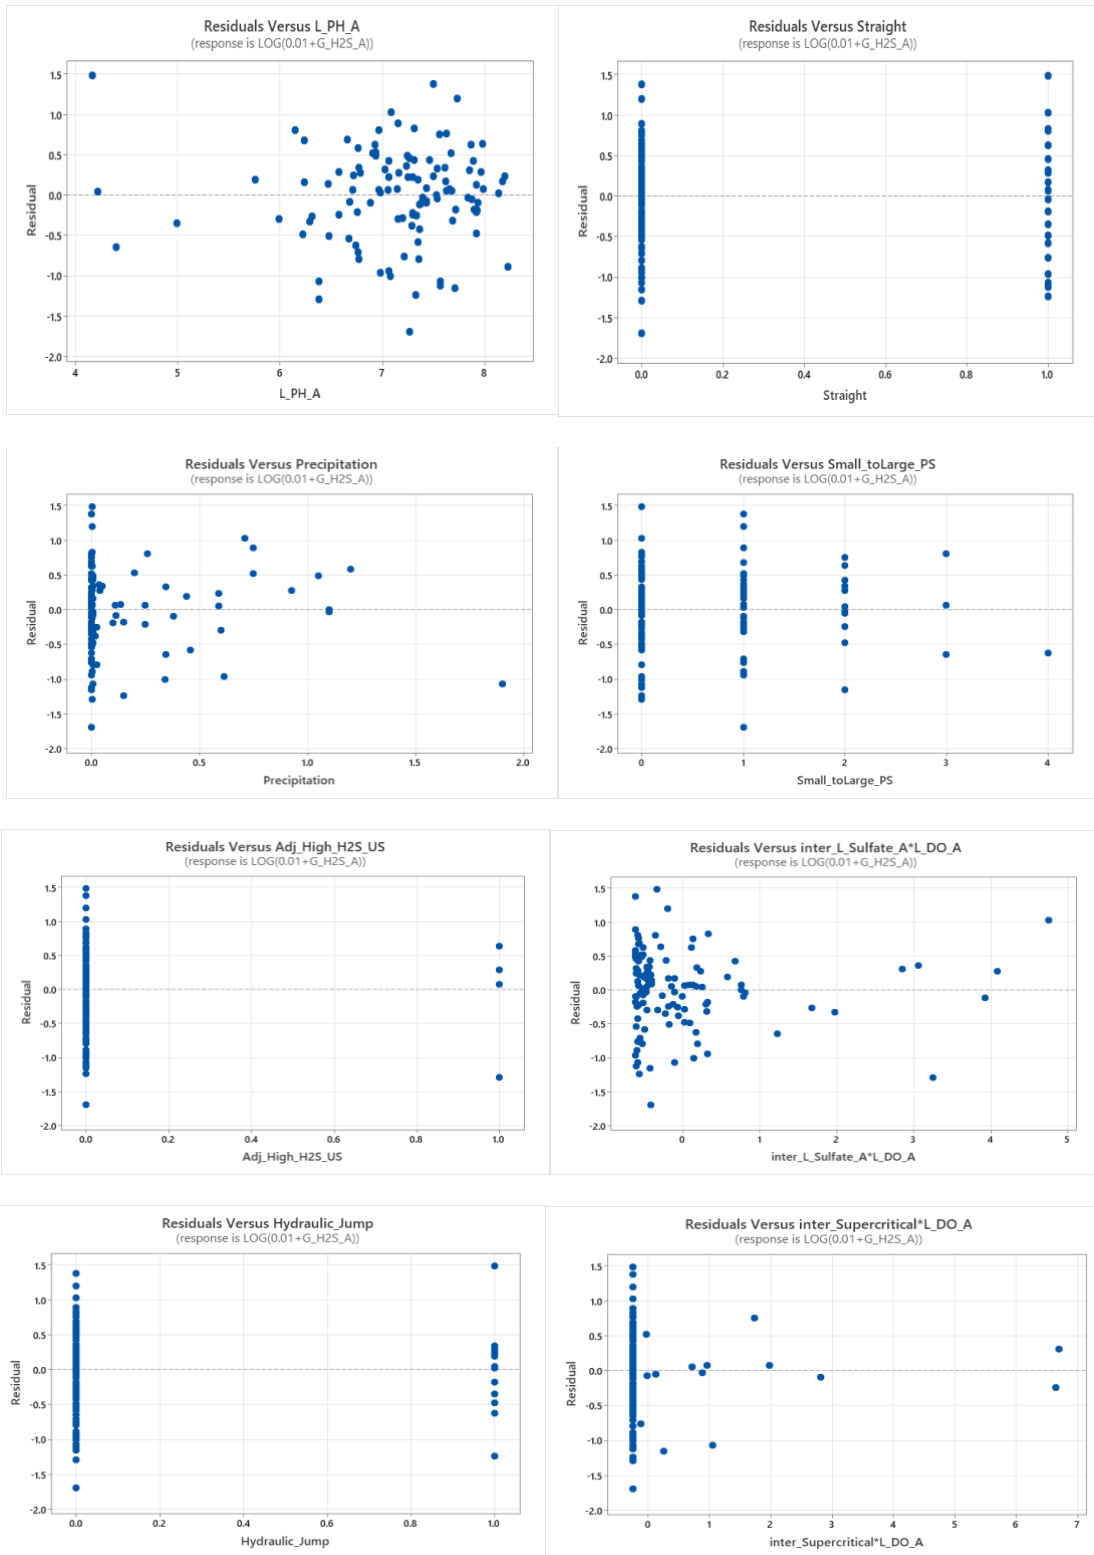 Residuals Versus L_PH_A
(response is LOG(0.01+G_H2S_A))
1.5
1.0
0.5
0.0
-0.5
-1.0
-1.5
-2.0
Residual
4 5 6 7 8
L_PH_A
Residuals Versus Straight
(response is LOG(0.01+G_H2S_A))
1.5
1.0
0.5
0.0
-0.5
-1.0
-1.5
-2.0
Residual
0.0 0.2 0.4 0.6 0.8 1.0
Straight
Residuals Versus Precipitation
(response is LOG(0.01+G_H2S_A))
1.5
1.0
0.5
0.0
-0.5
-1.0
-1.5
-2.0
Residual
0.0 0.5 1.0 1.5 2.0
Precipitation
Residuals Versus Small_toLarge_PS
(response is LOG(0.01+G_H2S_A))
1.5
1.0
0.5
0.0
-0.5
-1.0
-1.5
-2.0
Residual
0 1 2 3 4
Small_toLarge_PS
Residuals Versus Adj_High_H2S_US
(response is LOG(0.01+G_H2S_A))
1.5
1.0
0.5
0.0
-0.5
-1.0
-1.5
-2.0
Residual
0.0 0.2 0.4 0.6 0.8 1.0
Adj_High_H2S_US
Residuals Versus inter_L_Sulfate_A*L_DO_A
(response is LOG(0.01+G_H2S_A))
1.5
1.0
0.5
0.0
-0.5
-1.0
-1.5
-2.0
Residual
0 1 2 3 4 5
inter_L_Sulfate_A*L_DO_A
Residuals Versus Hydraulic_Jump
(response is LOG(0.01+G_H2S_A))
1.5
1.0
0.5
0.0
-0.5
-1.0
-1.5
-2.0
Residual
0.0 0.2 0.4 0.6 0.8 1.0
Hydraulic_Jump
Residuals Versus inter_Supercritical*L_DO_A
(response is LOG(0.01+G_H2S_A))
1.5
1.0
0.5
0.0
-0.5
-1.0
-1.5
-2.0
Residual
0 1 2 3 4 5 6 7
inter_Supercritical*L_DO_A